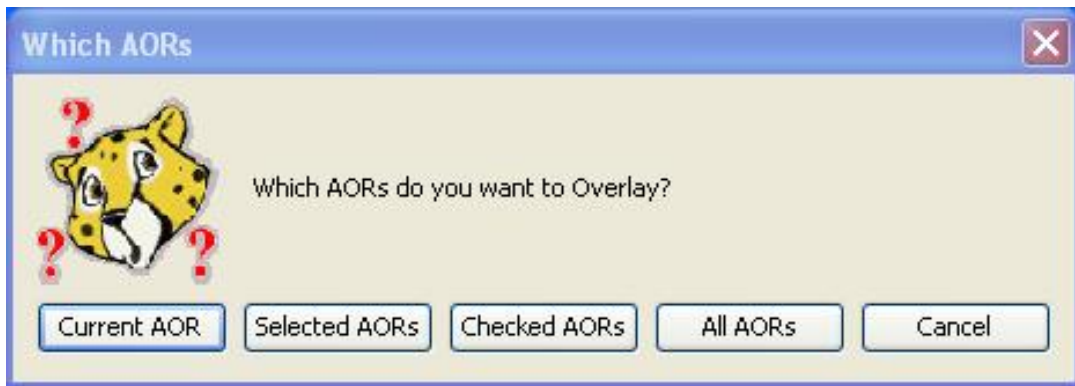 Which AORs
? 
Which AORs do you want to Overlay?
? ?
Current AOR Selected AORs Checked AORs All AORs Cancel